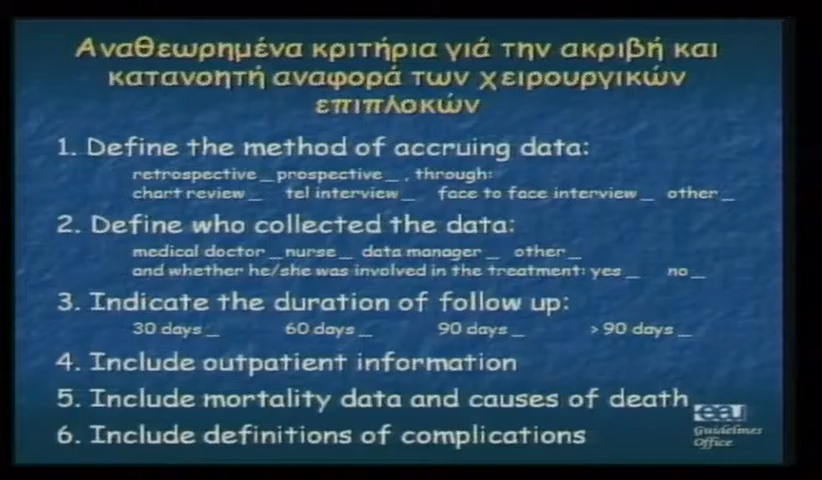 Αναθεωρημένα κριτήρια γιά την ακριβή και
κατανοητή αναφορά των χειρουργικών
επιπλοκών
1. Define the method of accruing data:
retrospective _ prospective _ , through:
chart review _ tel interview _ face to face interview _ other _
2. Define who collected the data:
medical doctor _ nurse _ data manager _ other _
and whether he/she was involved in the treatment: yes _ no _
3. Indicate the duration of follow up:
30 days _ 60 days _ 90 days _ > 90 days _
4. Include outpatient information
5. Include mortality data and causes of death
6. Include definitions of complications
eau
Guidelines
Office